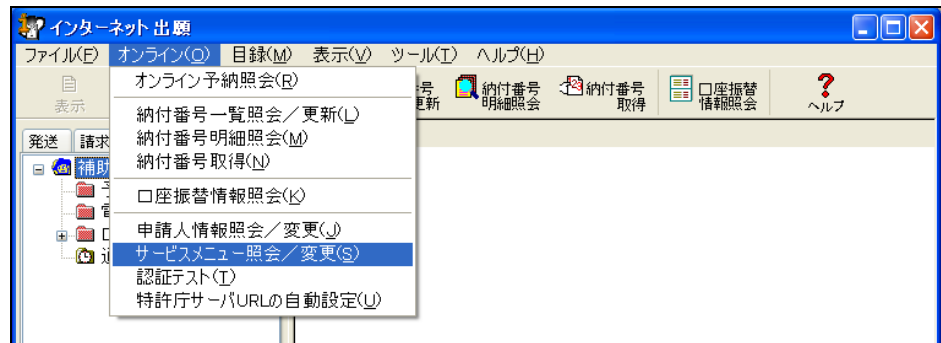 インターネット出願
ファイル(F) オンライン(O) 目録(M) 表示(V) ツール(T) ヘルプ(H)
オンライン予納照会(R)
納付番号一覧照会／更新(L)
納付番号明細照会(M)
納付番号取得(N)
口座振替情報照会(K)
申請人情報照会／変更(J)
サービスメニュー照会／変更(S)
認証テスト(T)
特許庁サーバURLの自動設定(U)
表示
号
更新
納付番号
明細照会
納付番号
取得
口座振替
情報照会
ヘルプ
発送 請求
補助